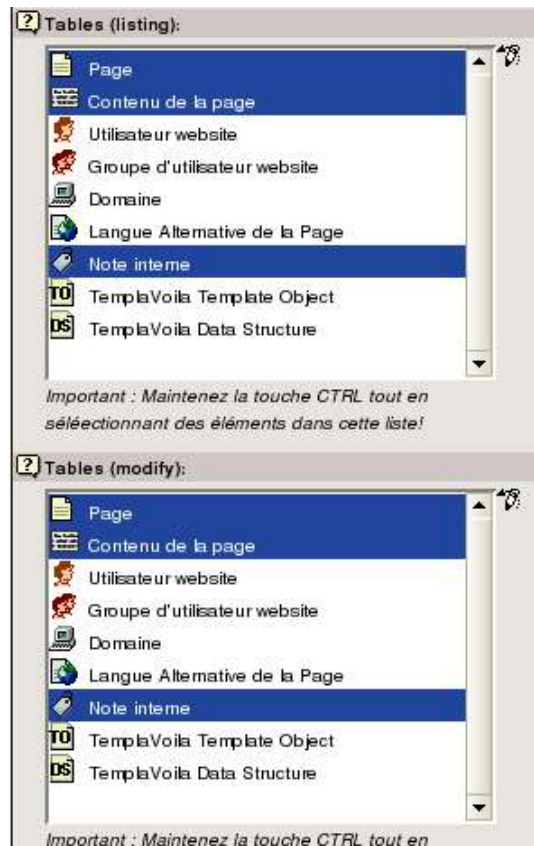 Tables (listing):
Page
Contenu de la page
Utilisateur website
Groupe d'utilisateur website
Domaine
Langue Alternative de la Page
Note interne
TO TemplaVoila Template Object
DS TemplaVoila Data Structure
Important : Maintenez la touche CTRL tout en
séléectionnant des éléments dans cette liste!
Tables (modify):
Page
Contenu de la page
Utilisateur website
Groupe d'utilisateur website
Domaine
Langue Alternative de la Page
Note interne
TO TemplaVoila Template Object
DS TemplaVoila Data Structure
Important : Maintenez la touche CTRL tout en